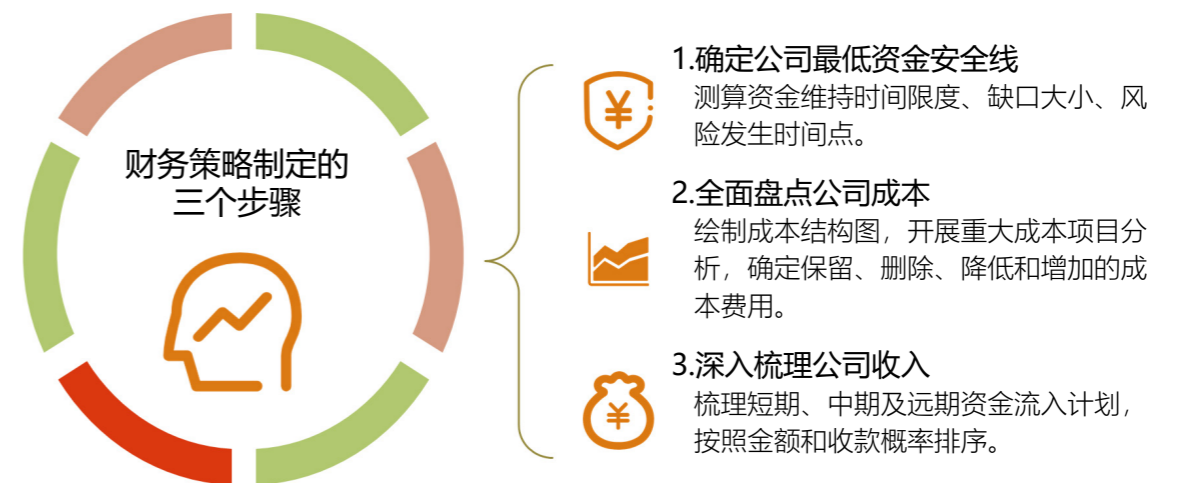 财务策略制定的
三个步骤
1.确定公司最低资金安全线
测算资金维持时间限度、缺口大小、风
险发生时间点。
2.全面盘点公司成本
绘制成本结构图，开展重大成本项目分
析，确定保留、删除、降低和增加的成
本费用。
3.深入梳理公司收入
梳理短期、中期及远期资金流入计划，
按照金额和收款概率排序。
¥
¥